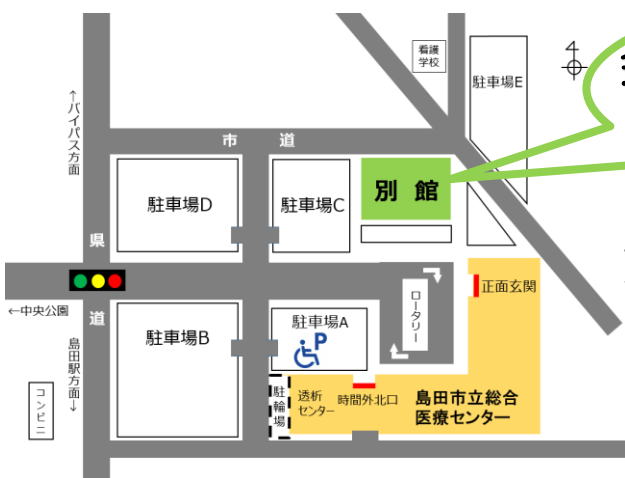 看護
学校
4
駐車場E
←バイパス方面
市道
駐車場D
駐車場C
別館
県道
正面玄関
ロータリー
←中央公園
駐車場B
駐車場A
P
島田駅方面→
コンビニ
駐輪場
透析
センター
時間外北口
島田市立総合
医療センター